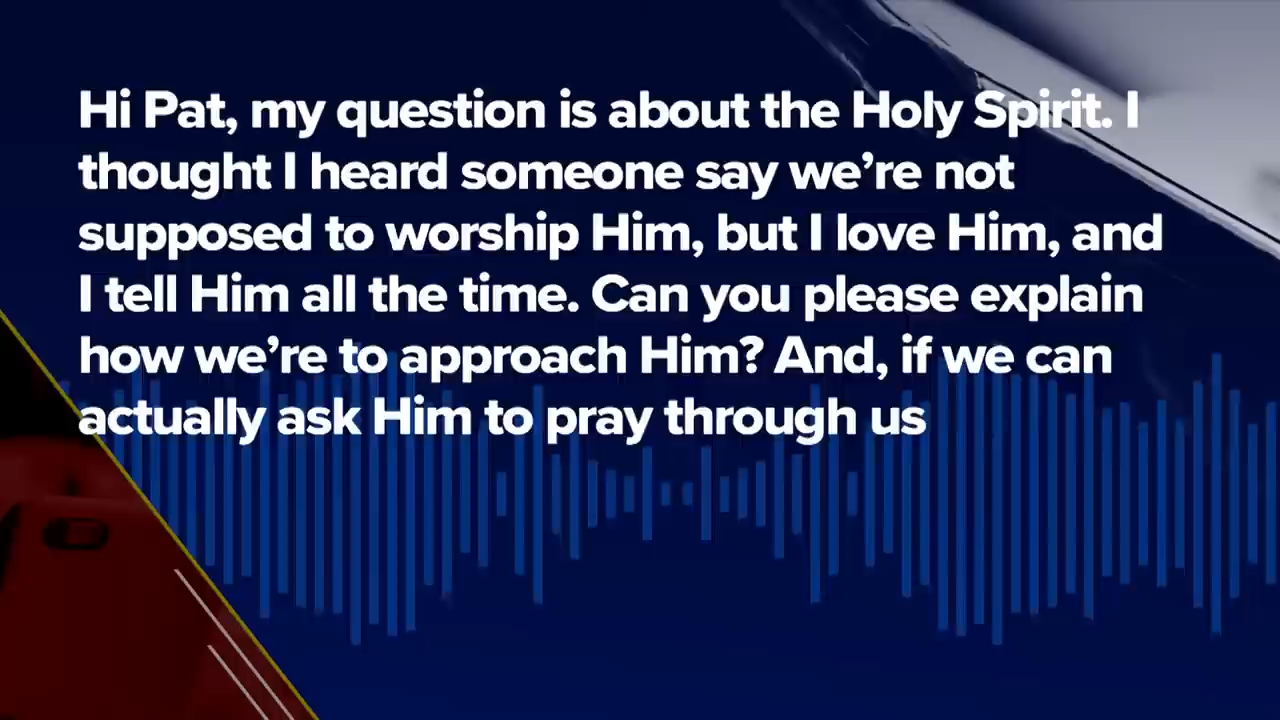 Hi Pat, my question is about the Holy Spirit. I
thought I heard someone say we’re not
supposed to worship Him, but I love Him, and
I tell Him all the time. Can you please explain
how we’re to approach Him? And, if we can
actually ask Him to pray through us